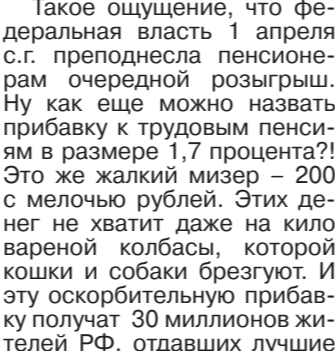 Такое ощущение, что фе-
деральная власть 1 апреля
с.г. преподнесла пенсионе-
рам очередной розыгрыш.
Ну как еще можно назвать
прибавку к трудовым пенси-
ям в размере 1,7 процента?!
Это же жалкий мизер – 200
с мелочью рублей. Этих де-
нег не хватит даже на кило
вареной колбасы, которой
кошки и собаки брезгуют. И
эту оскорбительную прибав-
ку получат 30 миллионов жи-
телей РФ, отдавших лучшие